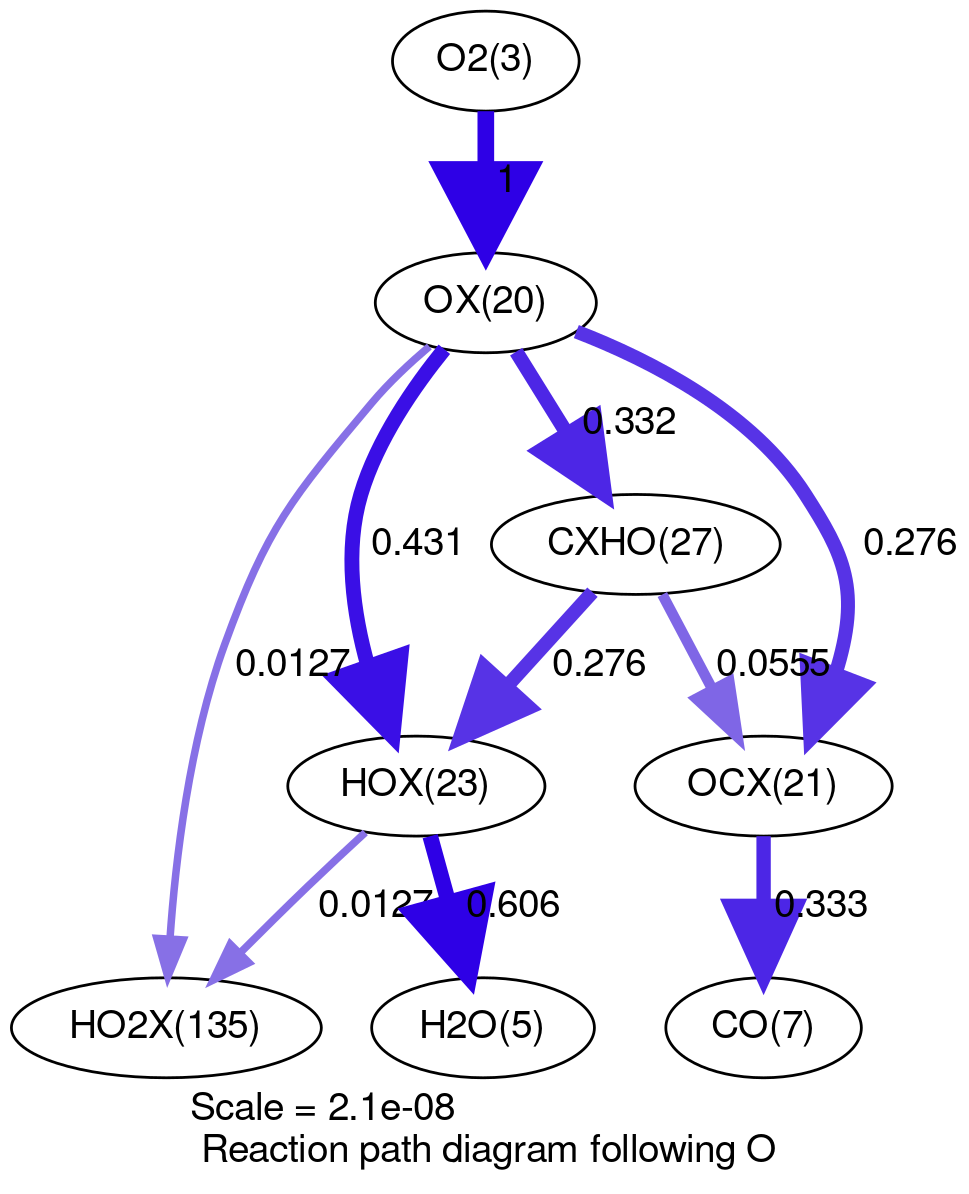 O2(3)
1
OX(20)
0.332
0.431
CXHO(27)
0.276
0.0127
0.276
0.0555
HOX(23)
OCX(21)
0.0127
0.606
0.333
HO2X(135)
H2O(5)
CO(7)
Scale = 2.1e-08
Reaction path diagram following O